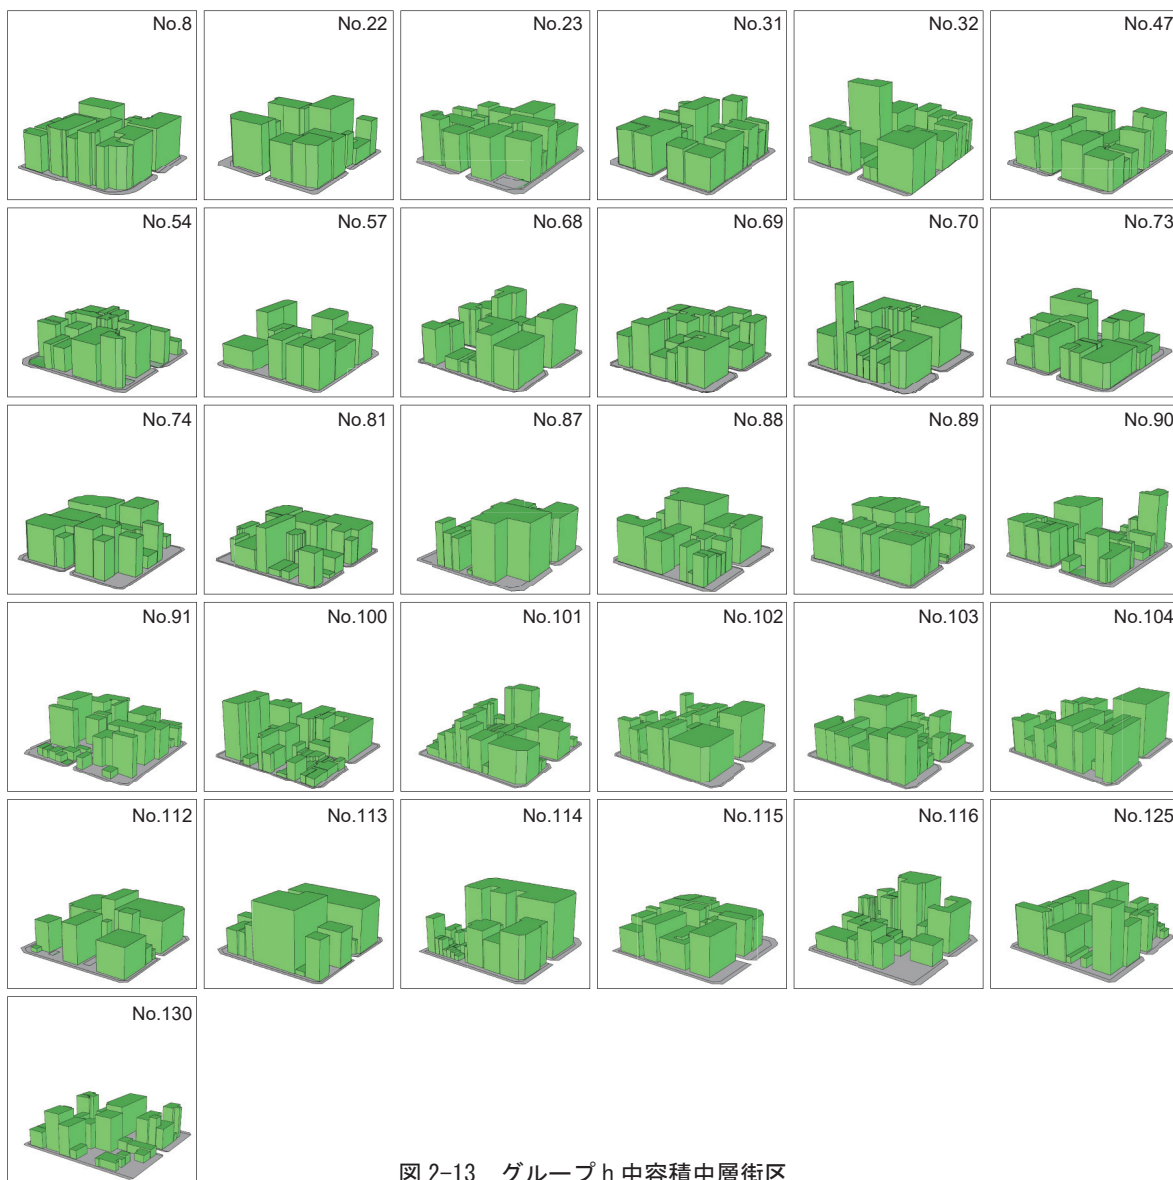 No.8 No.22 No.23 No.31 No.32 No.47
No.54 No.57 No.68 No.69 No.70 No.73
No.74 No.81 No.87 No.88 No.89 No.90
No.91 No.100 No.101 No.102 No.103 No.104
No.112 No.113 No.114 No.115 No.116 No.125
No.130
図 2-13 グループ h 中容積中層街区